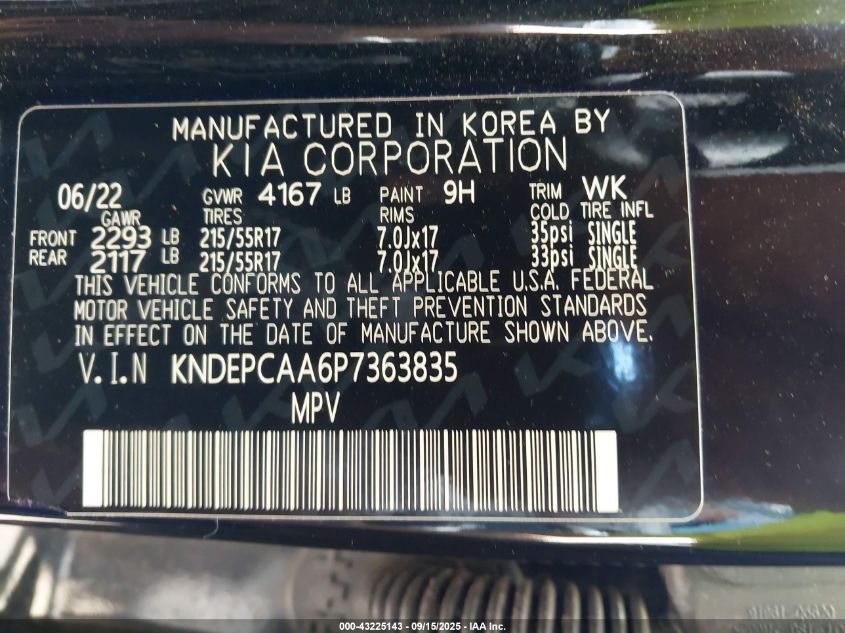 MANUFACTURED IN KOREA BY
KIA CORPORATION
06/22 GVWR 4167 LB PAINT 9H TRIM WK
GAWR TIRES RIMS COLD TIRE INFL
FRONT 2293 LB 215/55R17 7.0Jx17 35psi SINGLE
REAR 2117 LB 215/55R17 7.0Jx17 33psi SINGLE
THIS VEHICLE CONFORMS TO ALL APPLICABLE U.S.A. FEDERAL
MOTOR VEHICLE SAFETY AND THEFT PREVENTION STANDARDS
IN EFFECT ON THE DATE OF MANUFACTURE SHOWN ABOVE.
V.I.N KNDEPCAA6P7363835
MPV
000-43225143 - 09/15/2025 - IAA Inc.